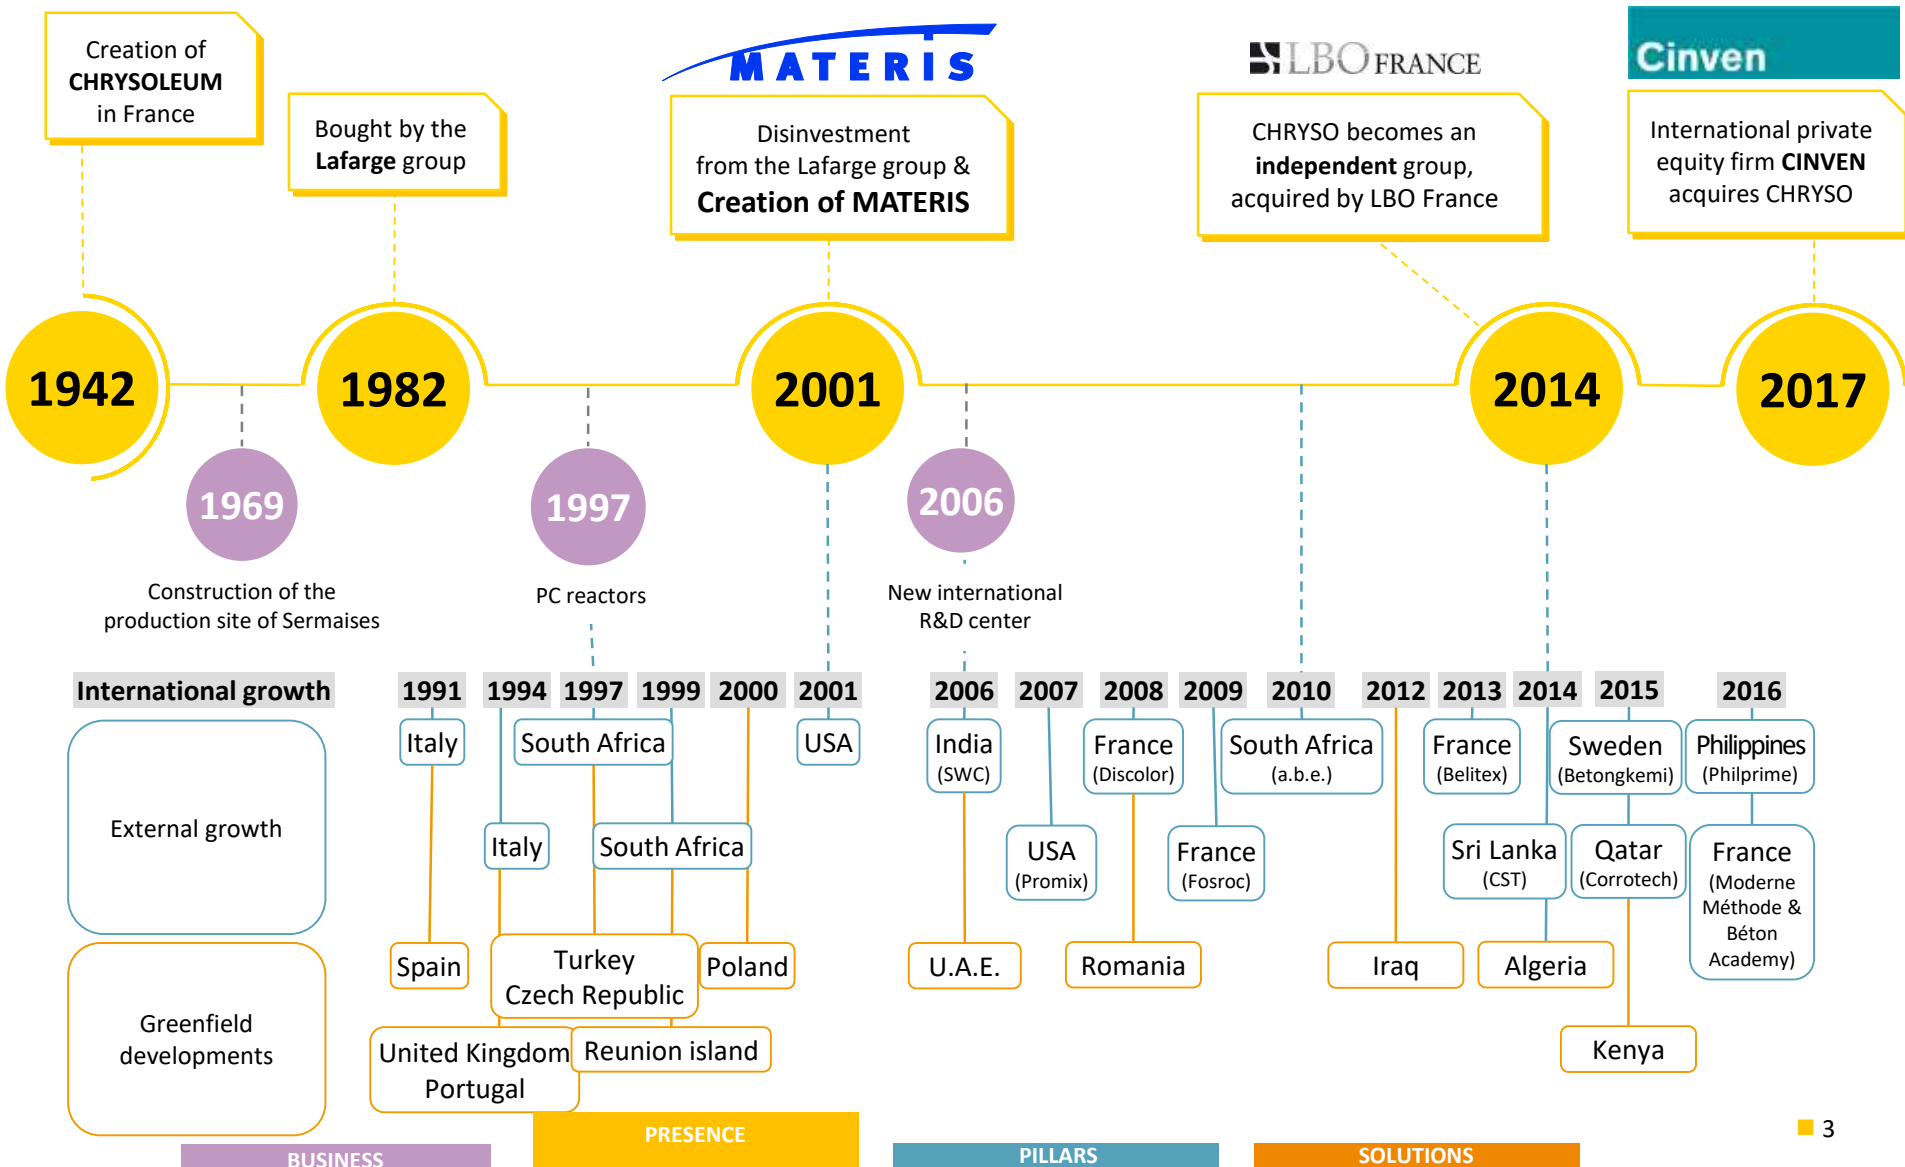 MATERIS
LBO FRANCE
Cinven
Creation of
CHRYSOLEUM
in France
Bought by the
Lafarge group
Disinvestment
from the Lafarge group &
Creation of MATERIS
CHRYSO becomes an
independent group,
acquired by LBO France
International private
equity firm CINVEN
acquires CHRYSO
1942
1982
2001
2014
2017
1969
1997
2006
Construction of the
production site of Sermaises
PC reactors
New international
R&D center
International growth
1991
1994
1997
1999
2000
2001
2006
2007
2008
2009
2010
2012
2013
2014
2015
2016
External growth
Italy
South Africa
USA
India
(SWC)
France
(Discolor)
South Africa
(a.b.e.)
France
(Belitex)
Sweden
(Betongkemi)
Philippines
(Philprime)
Italy
South Africa
USA
(Promix)
France
(Fosroc)
Sri Lanka
(CST)
Qatar
(Corrotech)
France
(Moderne
Méthode &
Béton
Academy)
Greenfield
developments
Spain
Turkey
Czech Republic
Poland
U.A.E.
Romania
Iraq
Algeria
United Kingdom
Portugal
Reunion island
Kenya
BUSINESS
PRESENCE
PILLARS
SOLUTIONS
3